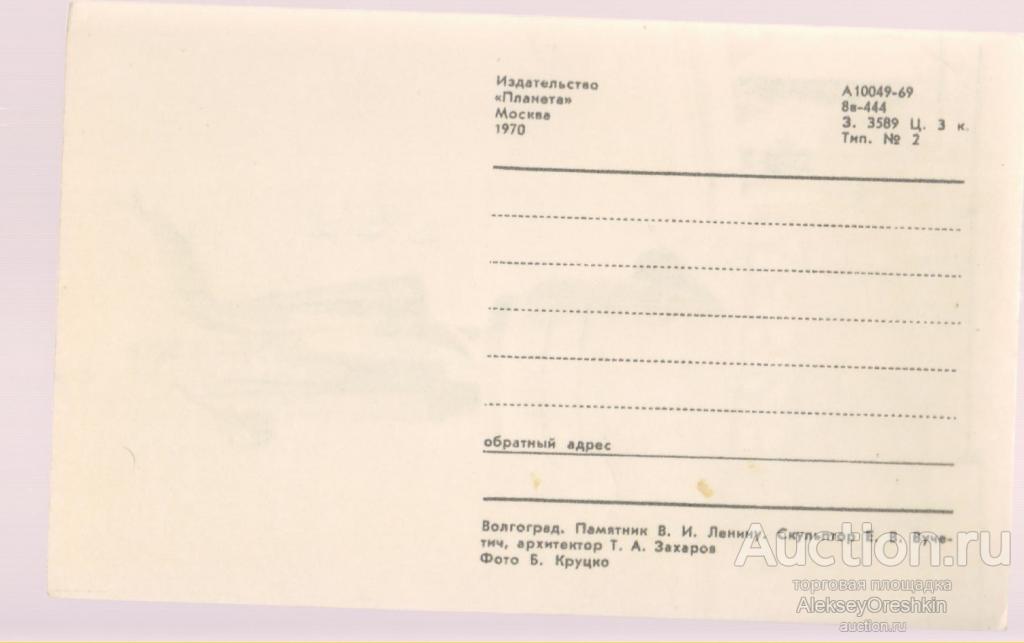 Издательство
«Планета»
Москва
1970
А10049-69
8в-444
З. 3589 Ц. 3 к.
Тип. № 2
обратный адрес
Волгоград. Памятник В. И. Ленину. Скульптор Е. В. Вуче-
тич, архитектор Т. А. Захаров
Фото Б. Круцко
Auction.ru
торговая площадка
AlekseyOreshkin
auction.ru